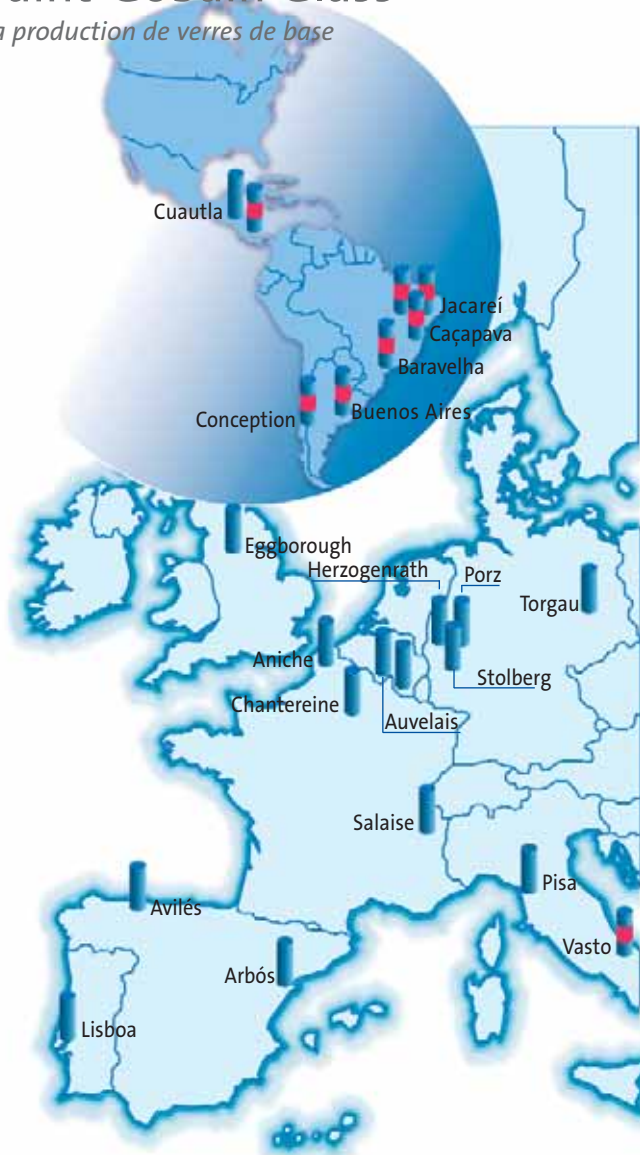 a production de verres de base
Cuautla
Jacareí
Caçapava
Baravelha
Buenos Aires
Conception
Eggborough
Herzogenrath
Porz
Torgau
Aniche
Stolberg
Chantereine
Auvelais
Salaise
Pisa
Avilés
Vasto
Arbós
Lisboa